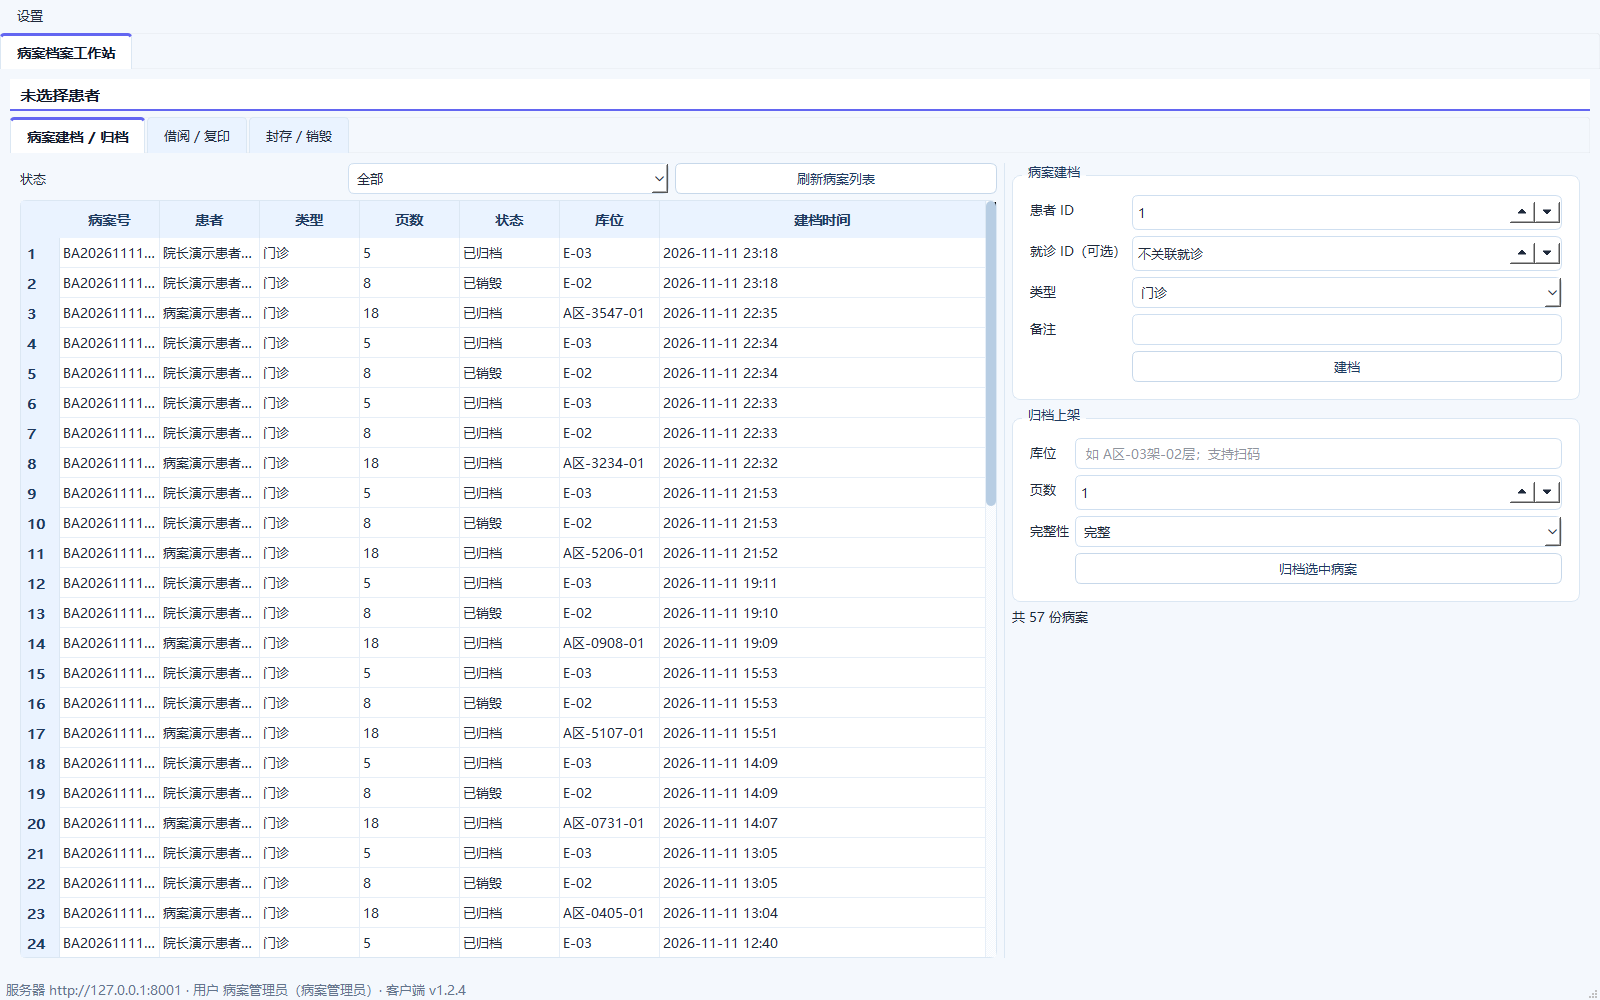 设置
病案档案工作站
未选择患者
病案建档 / 归档 借阅 / 复印 封存 / 销毁
状态 全部 刷新病案列表
病案号 患者 类型 页数 状态 库位 建档时间
1 BA20261111... 院长演示患者... 门诊 5 已归档 E-03 2026-11-11 23:18
2 BA20261111... 院长演示患者... 门诊 8 已销毁 E-02 2026-11-11 23:18
3 BA20261111... 病案演示患者... 门诊 18 已归档 A区-3547-01 2026-11-11 22:35
4 BA20261111... 院长演示患者... 门诊 5 已归档 E-03 2026-11-11 22:34
5 BA20261111... 院长演示患者... 门诊 8 已销毁 E-02 2026-11-11 22:34
6 BA20261111... 院长演示患者... 门诊 5 已归档 E-03 2026-11-11 22:33
7 BA20261111... 院长演示患者... 门诊 8 已归档 E-02 2026-11-11 22:33
8 BA20261111... 病案演示患者... 门诊 18 已归档 A区-3234-01 2026-11-11 22:32
9 BA20261111... 院长演示患者... 门诊 5 已归档 E-03 2026-11-11 21:53
10 BA20261111... 院长演示患者... 门诊 8 已销毁 E-02 2026-11-11 21:53
11 BA20261111... 病案演示患者... 门诊 18 已归档 A区-5206-01 2026-11-11 21:52
12 BA20261111... 院长演示患者... 门诊 5 已归档 E-03 2026-11-11 19:11
13 BA20261111... 院长演示患者... 门诊 8 已销毁 E-02 2026-11-11 19:10
14 BA20261111... 病案演示患者... 门诊 18 已归档 A区-0908-01 2026-11-11 19:09
15 BA20261111... 院长演示患者... 门诊 5 已归档 E-03 2026-11-11 15:53
16 BA20261111... 院长演示患者... 门诊 8 已销毁 E-02 2026-11-11 15:53
17 BA20261111... 病案演示患者... 门诊 18 已归档 A区-5107-01 2026-11-11 15:51
18 BA20261111... 院长演示患者... 门诊 5 已归档 E-03 2026-11-11 14:09
19 BA20261111... 院长演示患者... 门诊 8 已销毁 E-02 2026-11-11 14:09
20 BA20261111... 病案演示患者... 门诊 18 已归档 A区-0731-01 2026-11-11 14:07
21 BA20261111... 院长演示患者... 门诊 5 已归档 E-03 2026-11-11 13:05
22 BA20261111... 院长演示患者... 门诊 8 已销毁 E-02 2026-11-11 13:05
23 BA20261111... 病案演示患者... 门诊 18 已归档 A区-0405-01 2026-11-11 13:04
24 BA20261111... 院长演示患者... 门诊 5 已归档 E-03 2026-11-11 12:40
病案建档
患者 ID 1
就诊 ID（可选） 不关联就诊
类型 门诊
备注
建档
归档上架
库位 如 A区-03架-02层；支持扫码
页数 1
完整性 完整
归档选中病案
共 57 份病案
服务器 http://127.0.0.1:8001 · 用户 病案管理员（病案管理员）· 客户端 v1.2.4